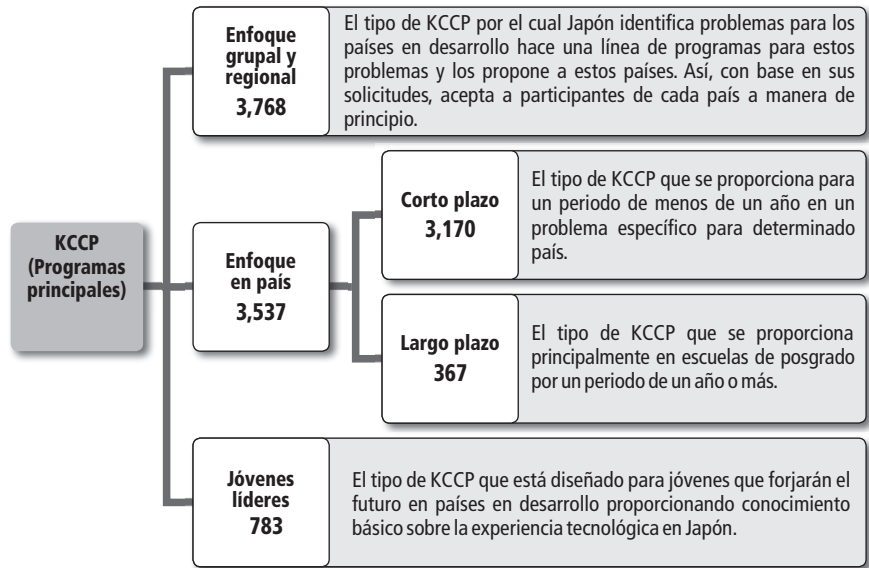 Enfoque
grupal y
regional
3,768
El tipo de KCCP por el cual Japón identifica problemas para los
países en desarrollo hace una línea de programas para estos
problemas y los propone a estos países. Así, con base en sus
solicitudes, acepta a participantes de cada país a manera de
principio.
KCCP
(Programas
principales)
Enfoque
en país
3,537
Corto plazo
3,170
El tipo de KCCP que se proporciona para
un periodo de menos de un año en un
problema específico para determinado
país.
Largo plazo
367
El tipo de KCCP que se proporciona
principalmente en escuelas de posgrado
por un periodo de un año o más.
Jóvenes
líderes
783
El tipo de KCCP que está diseñado para jóvenes que forjarán el
futuro en países en desarrollo proporcionando conocimiento
básico sobre la experiencia tecnológica en Japón.